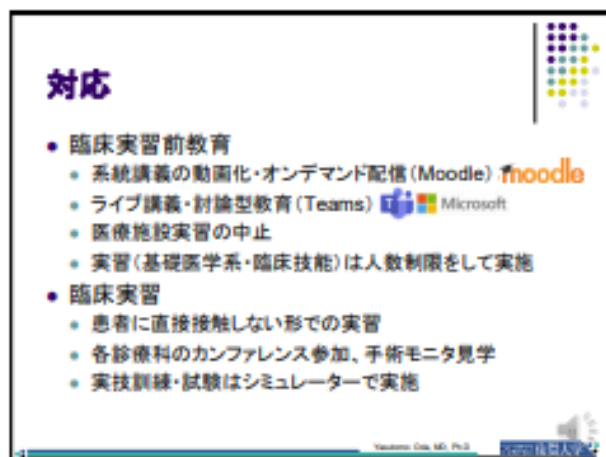 対応
臨床実習前教育
系統講義の動画化・オンデマンド配信(Moodle) moodle
ライブ講義・討論型教育(Teams) Microsoft
医療施設実習の中止
実習(基礎医学系・臨床技能)は人数制限をして実施
臨床実習
患者に直接接触しない形での実習
各診療科のカンファレンス参加、手術モニタ見学
実技訓練・試験はシミュレーターで実施
MD, Ph.D